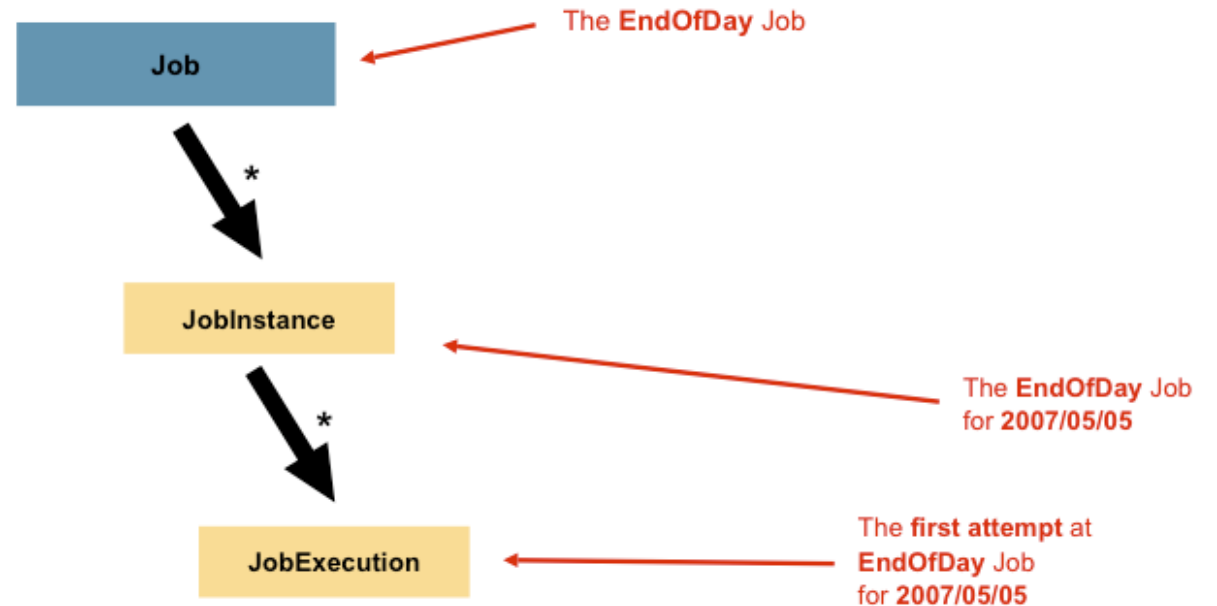 The EndOfDay Job
Job
*
JobInstance
The EndOfDay Job
for 2007/05/05
*
The first attempt at
EndOfDay Job
for 2007/05/05
JobExecution